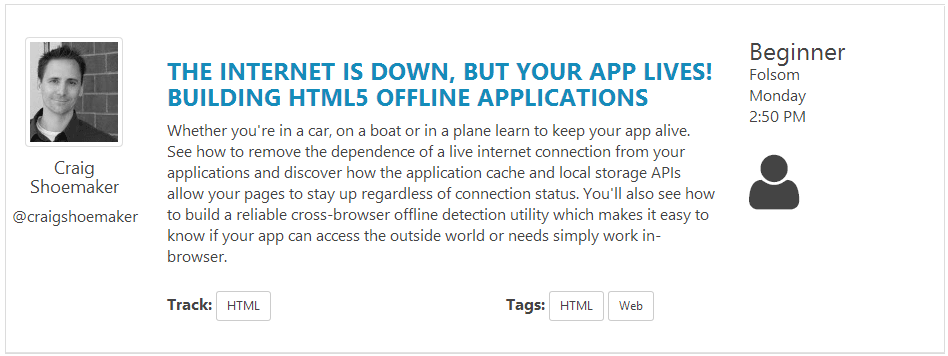 Craig
Shoemaker
@craigshoemaker
THE INTERNET IS DOWN, BUT YOUR APP LIVES!
BUILDING HTML5 OFFLINE APPLICATIONS
Whether you're in a car, on a boat or in a plane learn to keep your app alive.
See how to remove the dependence of a live internet connection from your
applications and discover how the application cache and local storage APIs
allow your pages to stay up regardless of connection status. You'll also see how
to build a reliable cross-browser offline detection utility which makes it easy to
know if your app can access the outside world or needs simply work in-
browser.
Track: HTML
Tags: HTML Web
Beginner
Folsom
Monday
2:50 PM